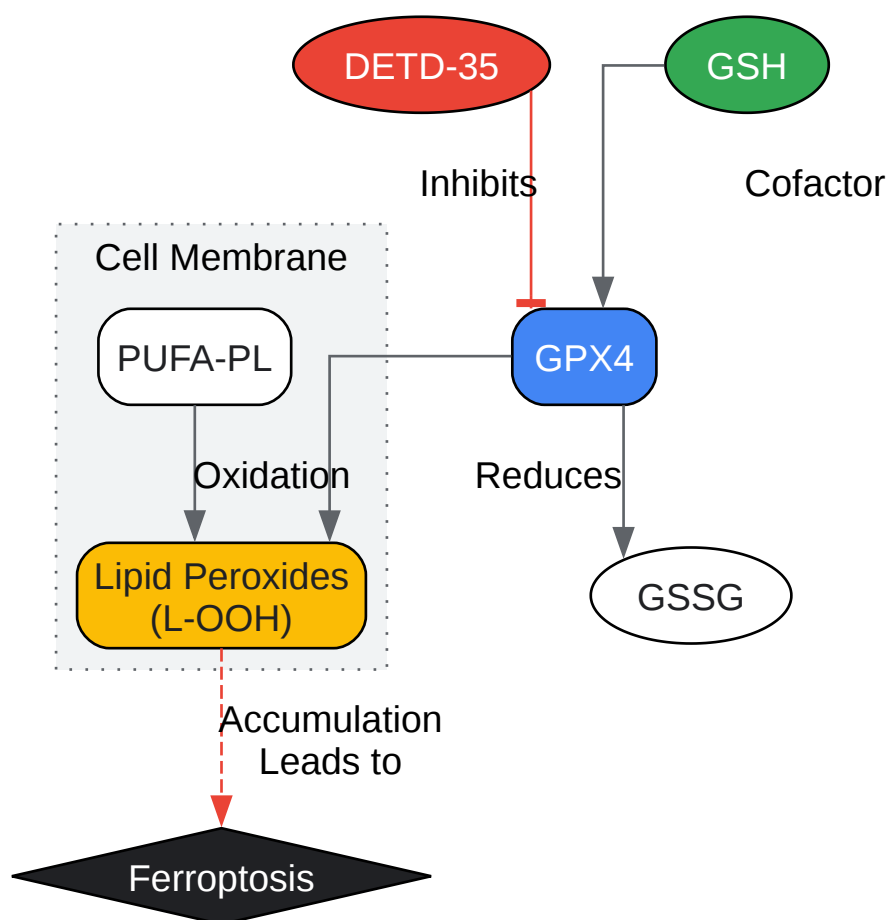 DETD-35
GSH
Inhibits
Cofactor
Cell Membrane
PUFA-PL
GPX4
Oxidation
Reduces
Lipid Peroxides
(L-OOH)
GSSG
Accumulation
Leads to
Ferroptosis